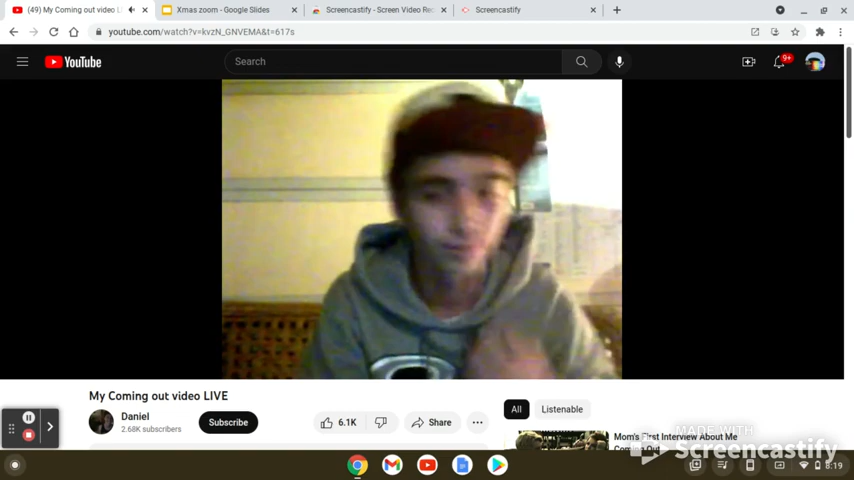 (49) My Coming out video L
Xmas zoom - Google Slides
Screencastify - Screen Video Rec
Screencastify
youtube.com/watch?v=kvzN_GNVEMA&t=617s
YouTube
Search
9+
My Coming out video LIVE
Daniel
2.68K subscribers
Subscribe
6.1K
Share
All
Listenable
Mom's First Interview About Me
Coming Out
MADE WITH
Screencastify
8:19